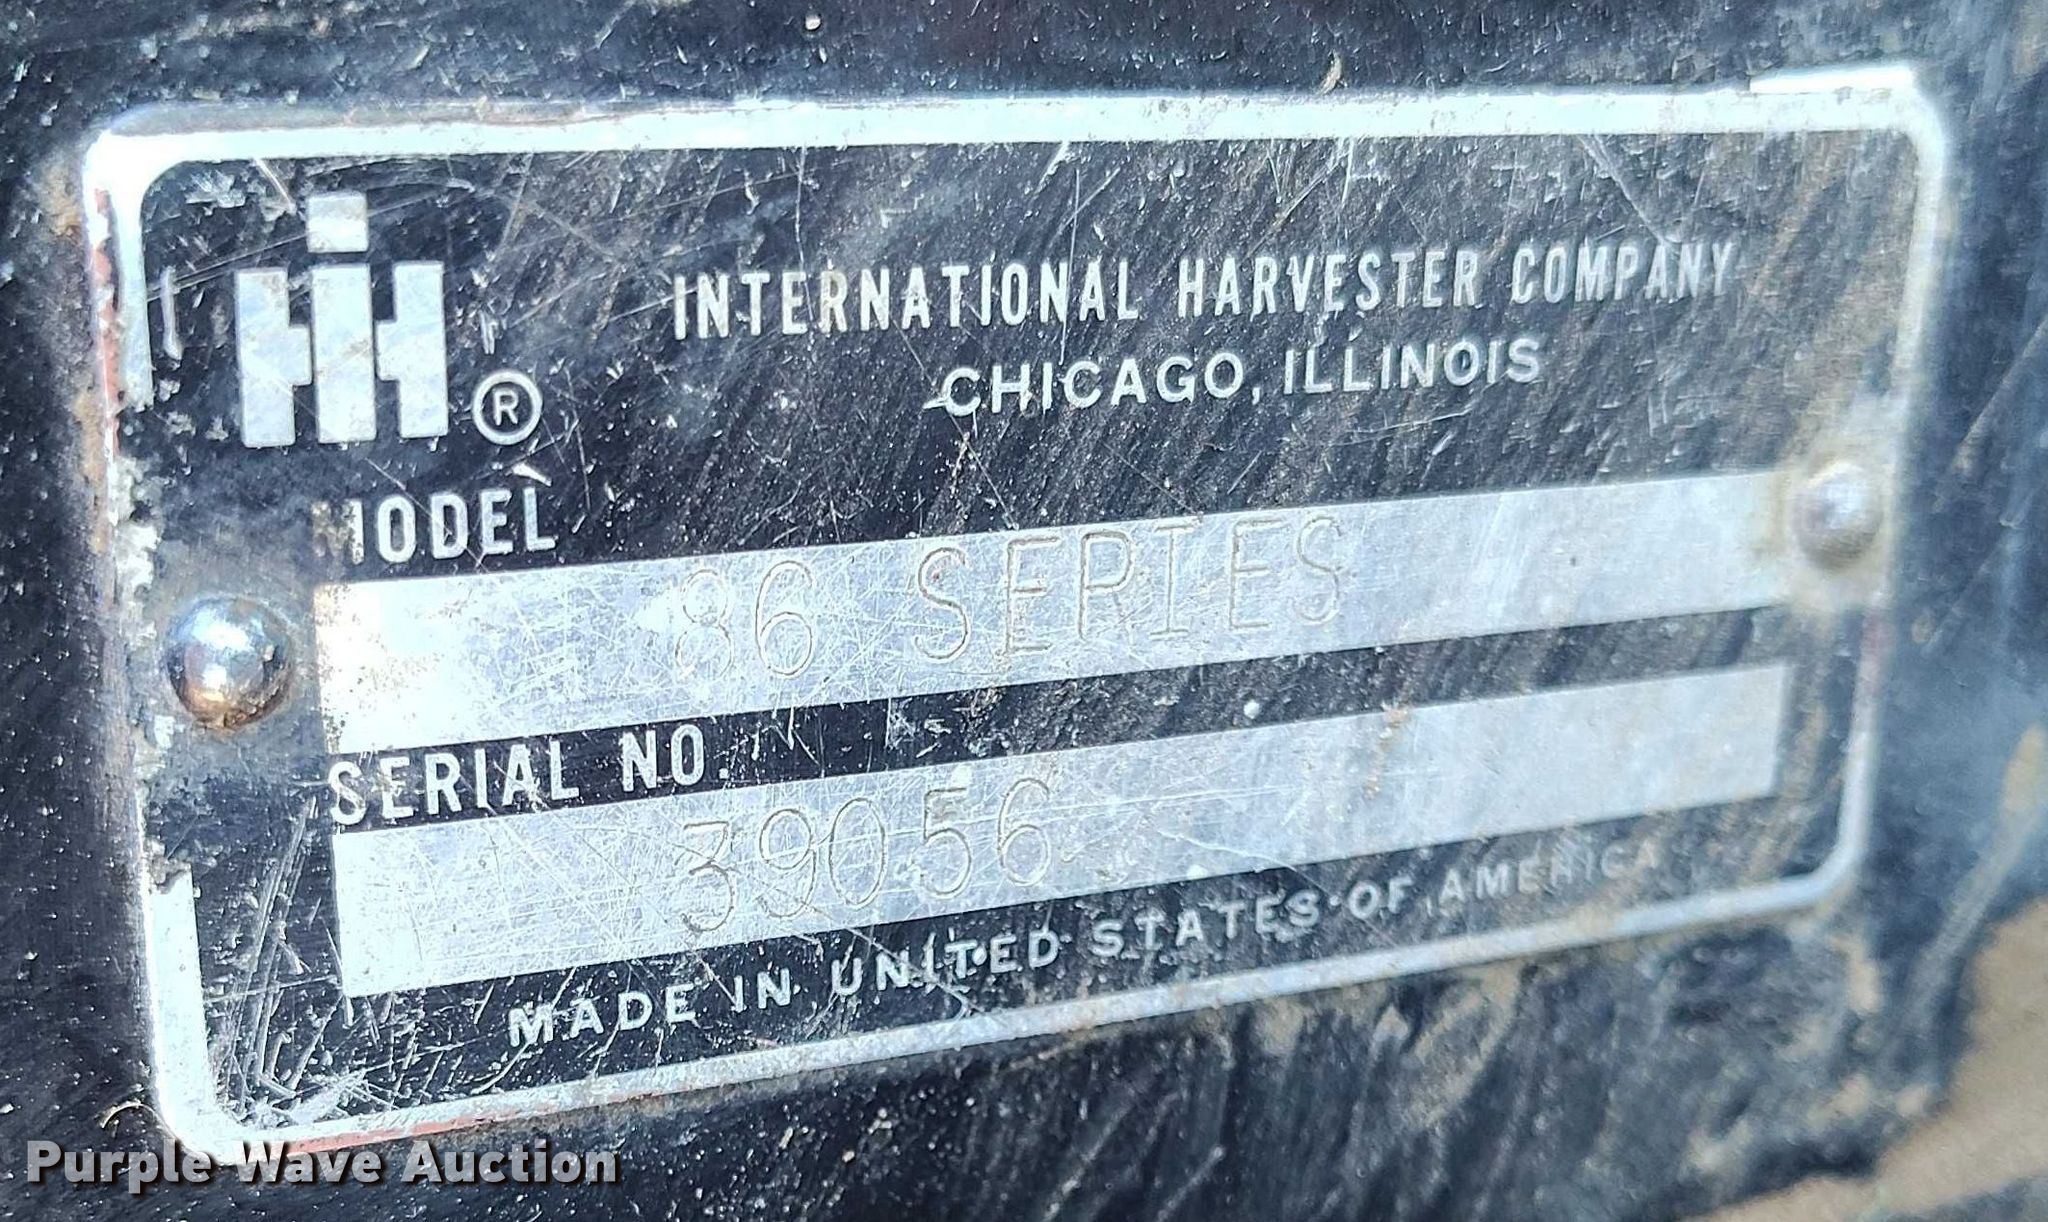 IH ®
INTERNATIONAL HARVESTER COMPANY
CHICAGO, ILLINOIS
MODEL
86 SERIES
SERIAL NO.
39056
MADE IN UNITED STATES OF AMERICA
Purple Wave Auction